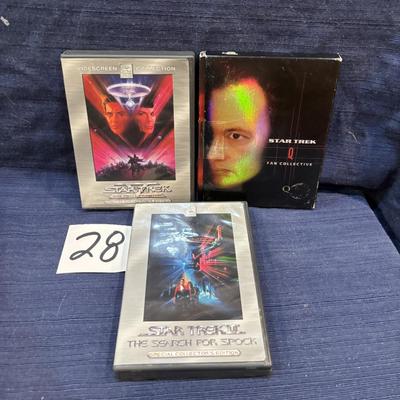 WIDESCREEN COLLECTION
STAR TREK
STAR TREK
Q
FAN COLLECTIVE
Q
28
STAR TREK III
THE SEARCH FOR SPOCK
SPECIAL COLLECTOR'S EDITION